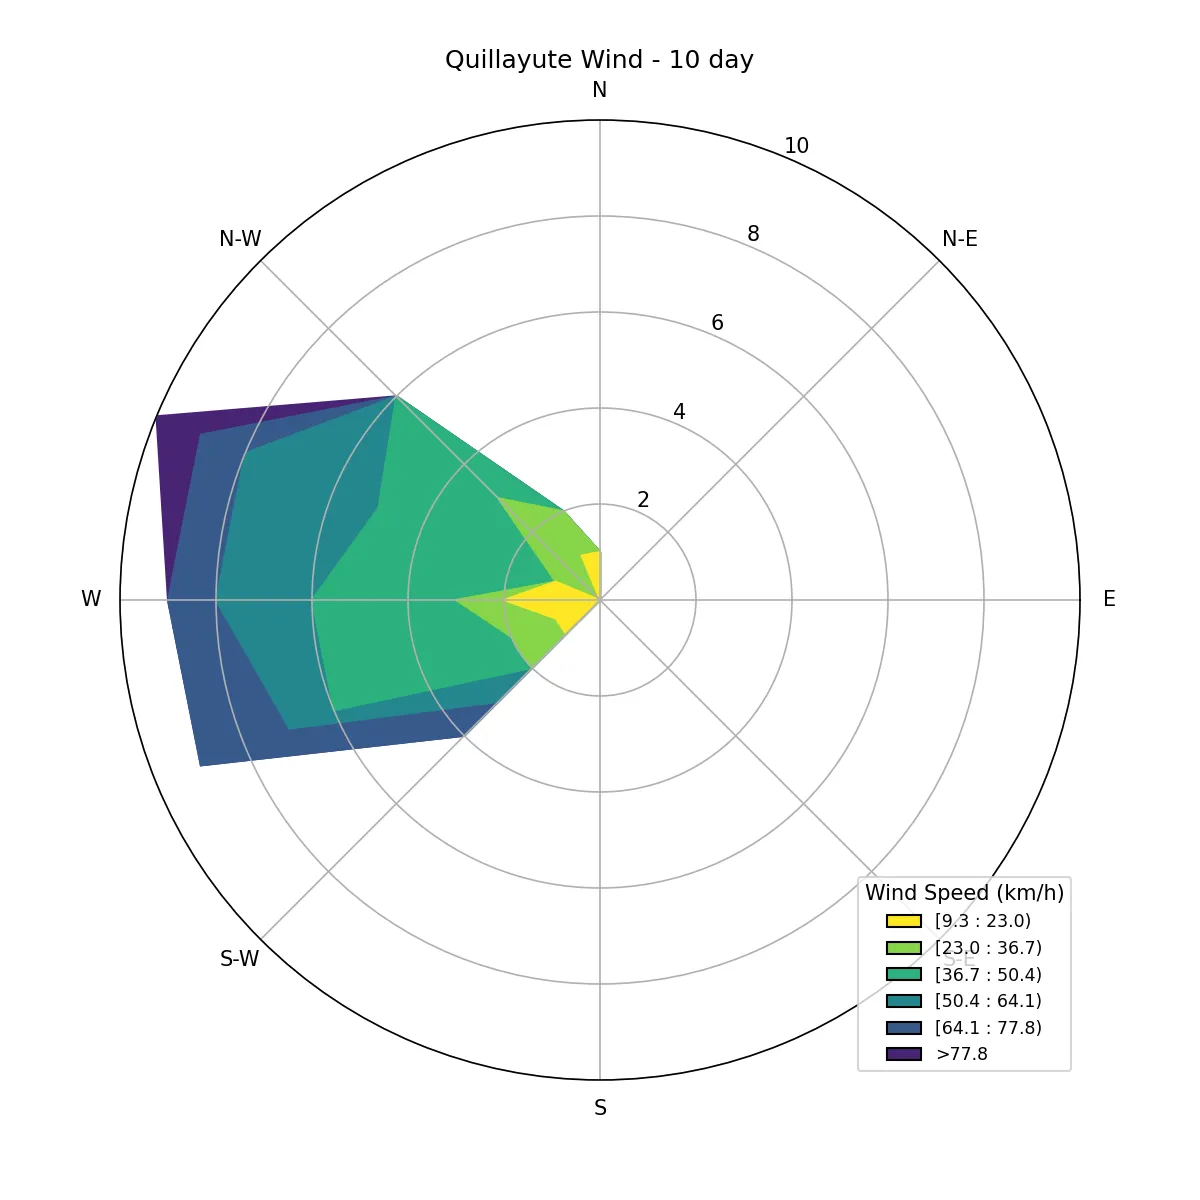 Quillayute Wind - 10 day
N
10
N-W
8
N-E
6
4
2
W
E
S-W
S-E
S
Wind Speed (km/h)
[9.3 : 23.0)
[23.0 : 36.7)
[36.7 : 50.4)
[50.4 : 64.1)
[64.1 : 77.8)
>77.8